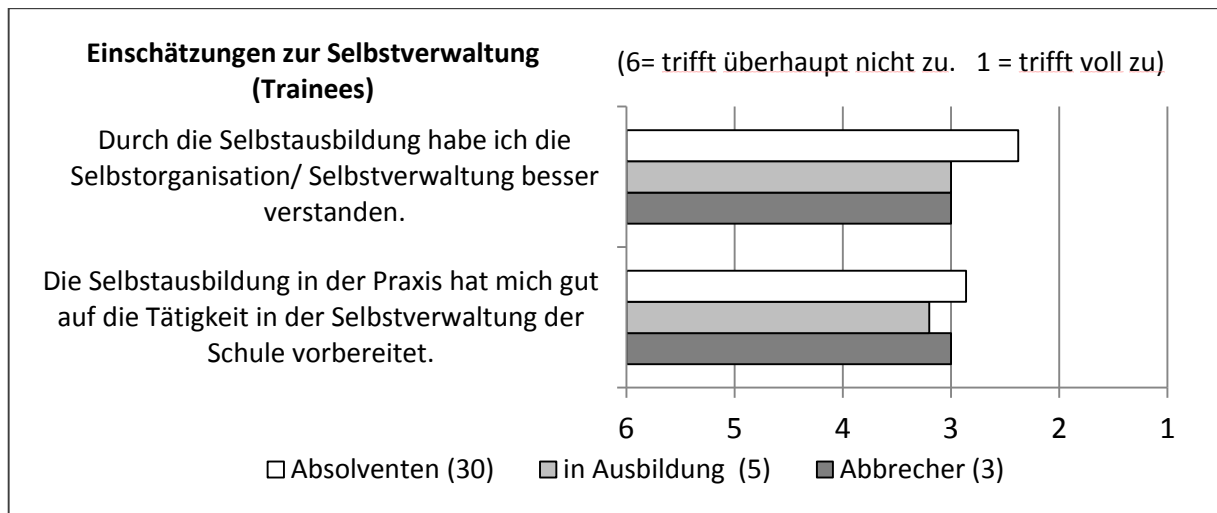 Einschätzungen zur Selbstverwaltung
(Trainees)
(6= trifft überhaupt nicht zu. 1 = trifft voll zu)
Durch die Selbstausbildung habe ich die
Selbstorganisation/ Selbstverwaltung besser
verstanden.
Die Selbstausbildung in der Praxis hat mich gut
auf die Tätigkeit in der Selbstverwaltung der
Schule vorbereitet.
6 5 4 3 2 1
Absolventen (30) in Ausbildung (5) Abbrecher (3)